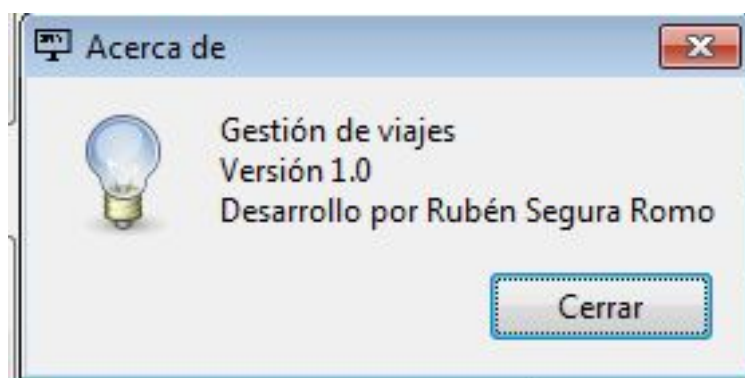 Acerca de
Gestión de viajes
Versión 1.0
Desarrollo por Rubén Segura Romo
Cerrar